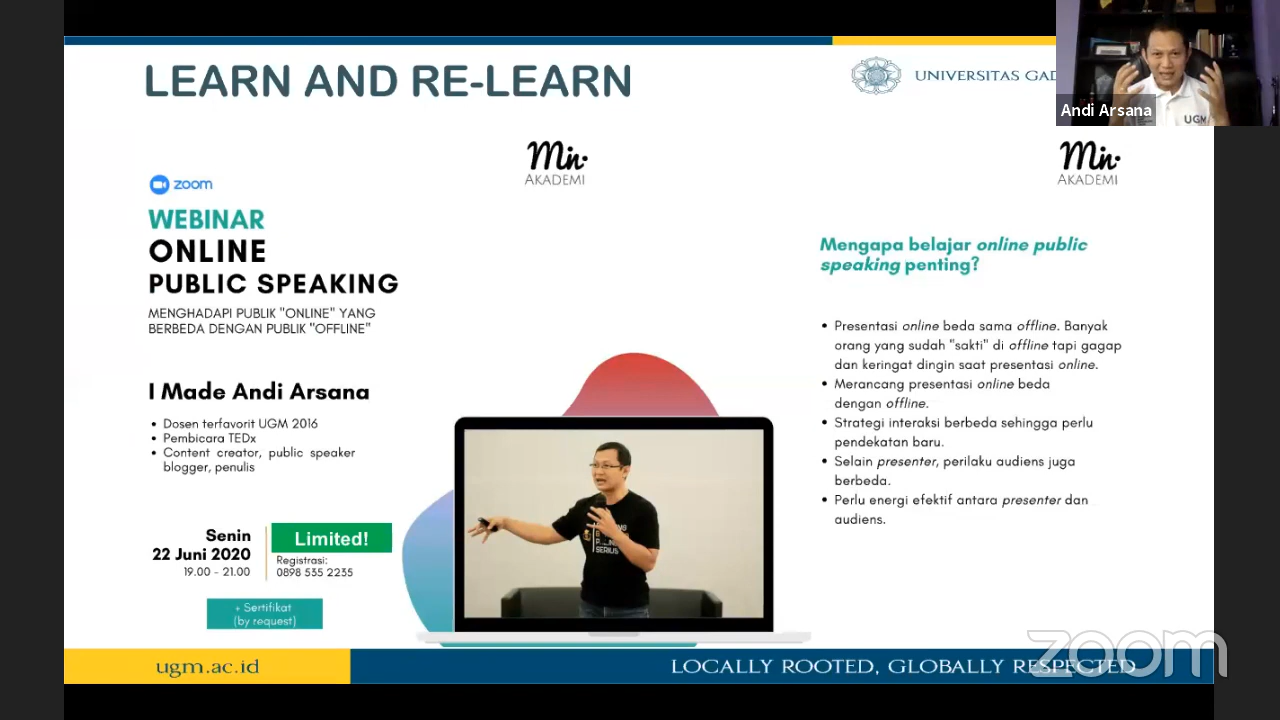 LEARN AND RE-LEARN
UNIVERSITAS
Andi Arsana
UGM
Min.
AKADEMI
Min.
AKADEMI
zoom
WEBINAR
ONLINE
PUBLIC SPEAKING
MENGHADAPI PUBLIK "ONLINE" YANG
BERBEDA DENGAN PUBLIK "OFFLINE"
I Made Andi Arsana
• Dosen terfavorit UGM 2016
• Pembicara TEDx
• Content creator, public speaker
blogger, penulis
Senin
22 Juni 2020
19.00 - 21.00
Limited!
Registrasi:
0898 535 2235
+ Sertifikat
(by request)
Mengapa belajar online public
speaking penting?
• Presentasi online beda sama offline. Banyak
orang yang sudah "sakti" di offline tapi gagap
dan keringat dingin saat presentasi online.
• Merancang presentasi online beda
dengan offline.
• Strategi interaksi berbeda sehingga perlu
pendekatan baru.
• Selain presenter, perilaku audiens juga
berbeda.
• Perlu energi efektif antara presenter dan
audiens.
ugm.ac.id
LOCALLY ROOTED, GLOBALLY RESPECTED
zoom